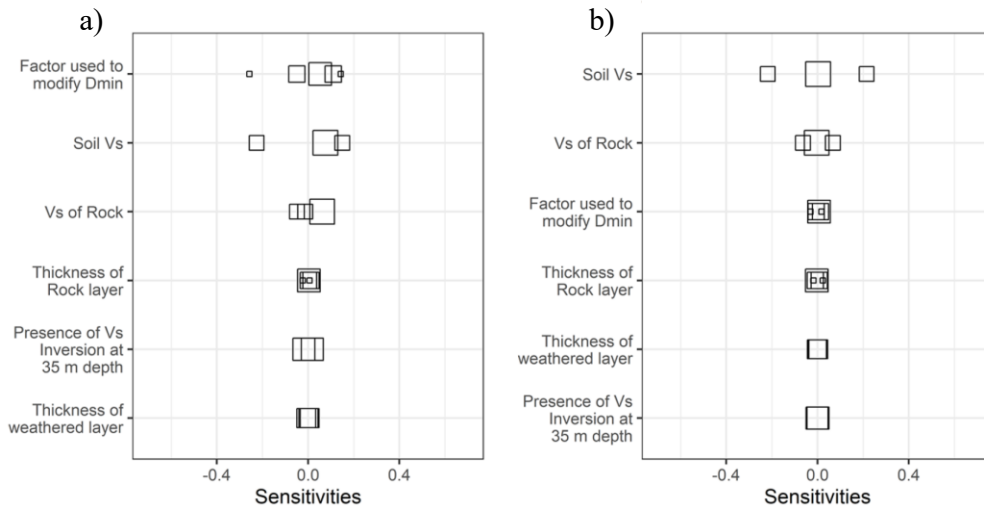 a)
Factor used to
modify Dmin
Soil Vs
Vs of Rock
Thickness of
Rock layer
Presence of Vs
Inversion at
35 m depth
Thickness of
weathered layer
-0.4 0.0 0.4
Sensitivities
b)
Soil Vs
Vs of Rock
Factor used to
modify Dmin
Thickness of
Rock layer
Thickness of
weathered layer
Presence of Vs
Inversion at
35 m depth
-0.4 0.0 0.4
Sensitivities